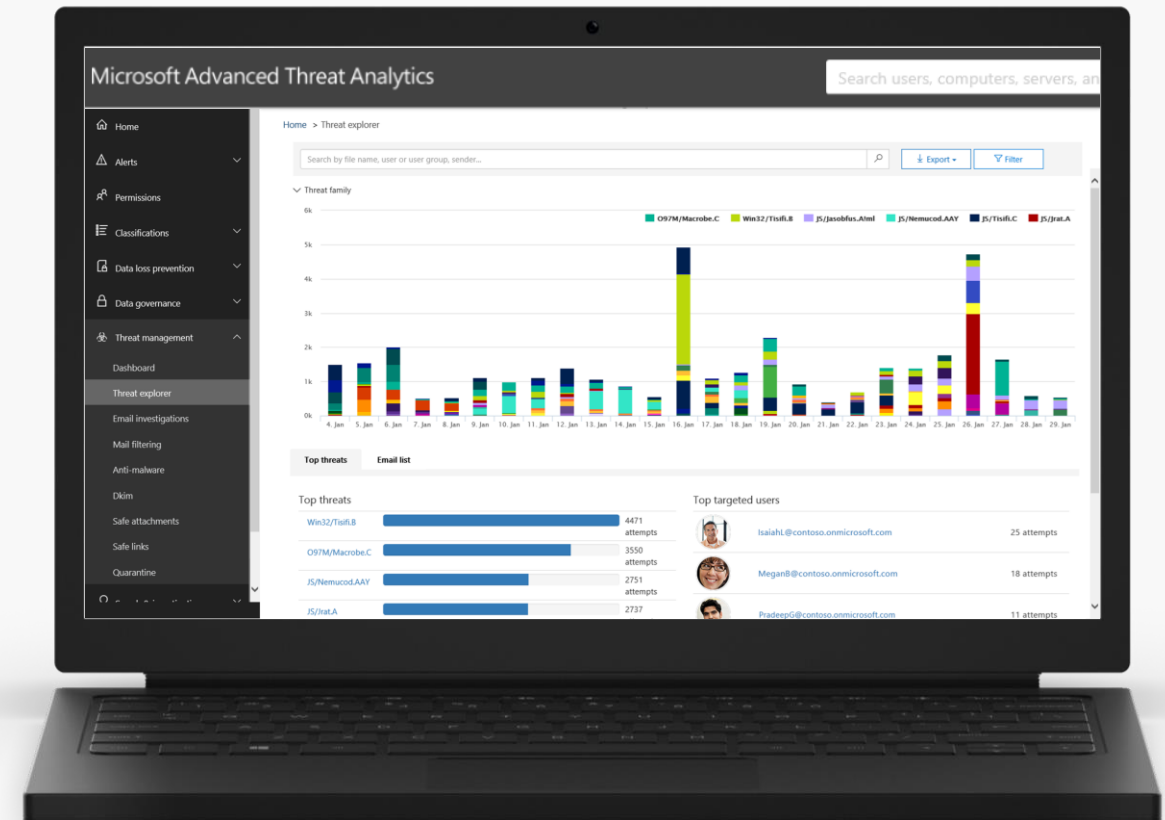 Microsoft Advanced Threat Analytics
Search users, computers, servers, an
Home
Alerts
Permissions
Classifications
Data loss prevention
Data governance
Threat management
Dashboard
Threat explorer
Email investigations
Mail filtering
Anti-malware
Dkim
Safe attachments
Safe links
Quarantine
Home > Threat explorer
Search by file name, user or user group, sender...
Export
Filter
Threat family
O97M/Macrobe.C Win32/Tisifi.B JS/Jasobfus.A!ml JS/Nemucod.AAY JS/Tisifi.C JS/Jrat.A
6k
5k
4k
3k
2k
1k
0k
4. Jan 5. Jan 6. Jan 7. Jan 8. Jan 9. Jan 10. Jan 11. Jan 12. Jan 13. Jan 14. Jan 15. Jan 16. Jan 17. Jan 18. Jan 19. Jan 20. Jan 21. Jan 22. Jan 23. Jan 24. Jan 25. Jan 26. Jan 27. Jan 28. Jan 29. Jan
Top threats Email list
Top threats
Win32/Tisifi.B 4471
attempts
O97M/Macrobe.C 3550
attempts
JS/Nemucod.AAY 2751
attempts
JS/Jrat.A 2737
Top targeted users
IsaiahL@contoso.onmicrosoft.com 25 attempts
MeganB@contoso.onmicrosoft.com 18 attempts
PradeepG@contoso.onmicrosoft.com 11 attempts